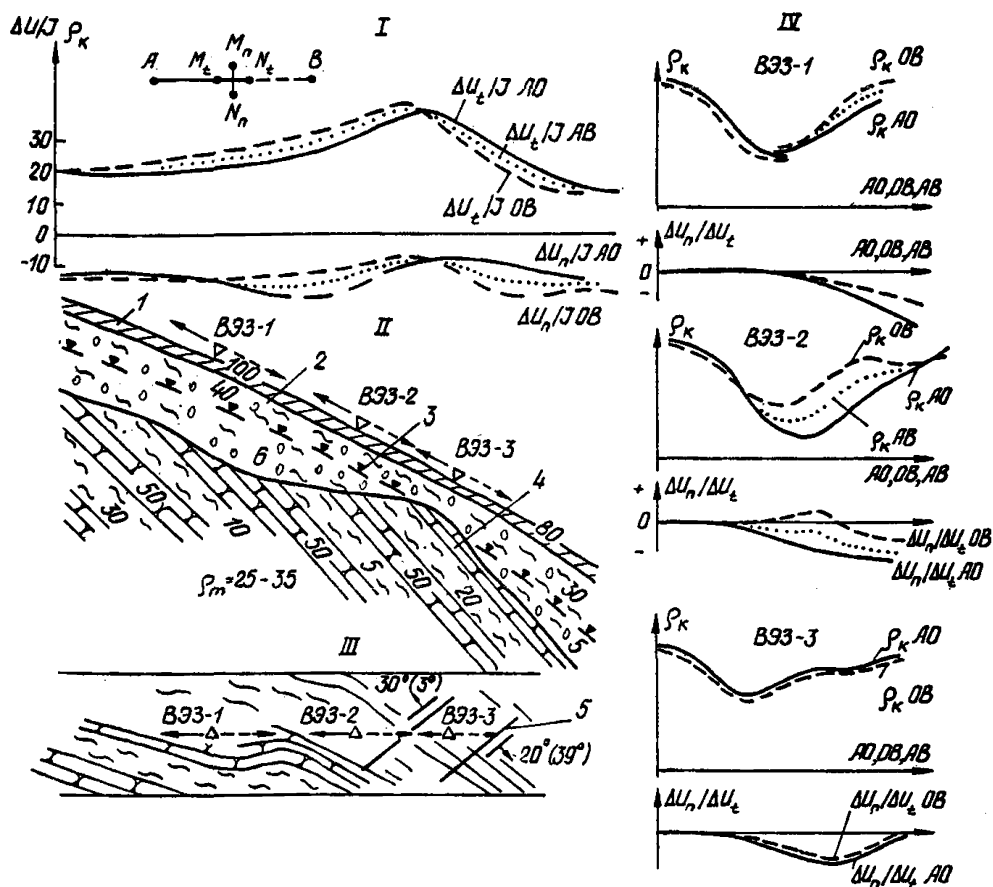 I
ΔU/J ρк
A Mt Mn Nt B
Nn
30
20
10
0
-10
ΔUt/J AO
ΔUt/J AB
ΔUt/J OB
ΔUn/J AO
ΔUn/J OB
II
1
ВЭЗ-1
100
2
40
ВЭЗ-2
3
ВЭЗ-3
6
4
50
30
10
50
5
50
20
80
30
5
ρm=25-35
III
30°(3°)
ВЭЗ-1
ВЭЗ-2
ВЭЗ-3
5
20°(39°)
IV
ρк
ВЭЗ-1
ρк OB
ρк AO
AO,OB,AB
+
0
-
ΔUn/ΔUt
AO,OB,AB
ρк
ВЭЗ-2
ρк OB
ρк AO
ρк AB
AO,OB,AB
+
0
-
ΔUn/ΔUt
ΔUn/ΔUt OB
ΔUn/ΔUt AO
ρк
ВЭЗ-3
ρк AO
ρк OB
AO,OB,AB
ΔUn/ΔUt
ΔUn/ΔUt OB
ΔUn/ΔUt AO